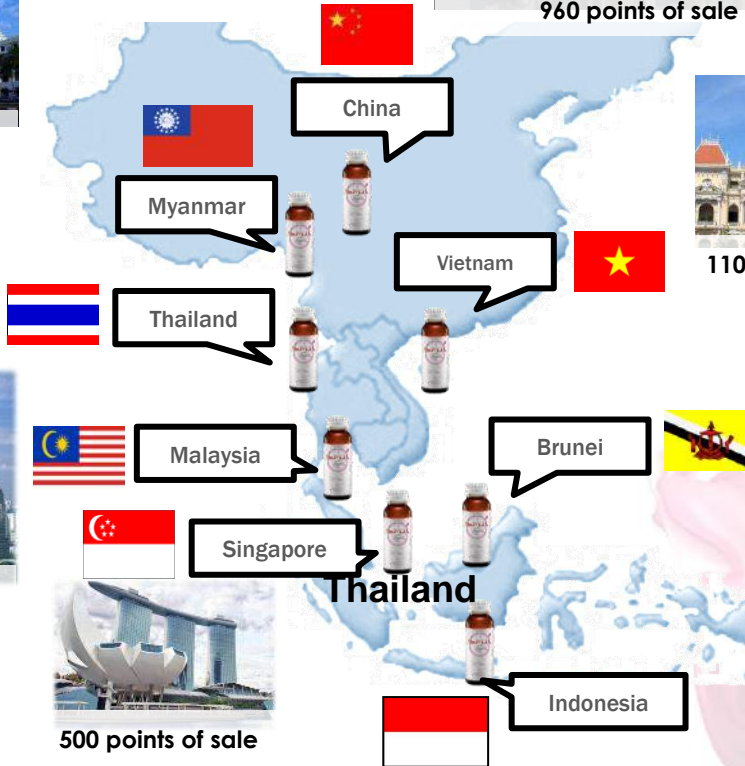 960 points of sale
China
Myanmar
Vietnam
110
Thailand
Malaysia
Brunei
Singapore
Thailand
Indonesia
500 points of sale